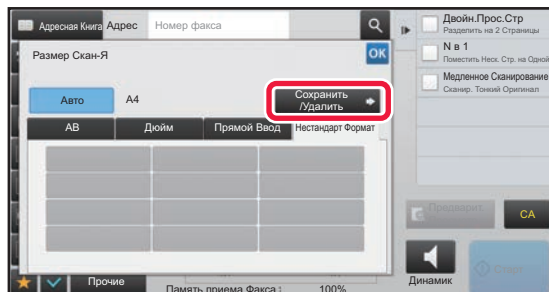 Адресная Книга Адрес Номер факса
Двойн.Прос.Стр
Разделить на 2 Страницы
N в 1
Поместить Неск. Стр. на Одной
Медленное Сканирование
Сканир. Тонкий Оригинал
Размер Скан-Я
OK
Авто
A4
Сохранить
/Удалить
АВ
Дюйм
Прямой Ввод
Нестандарт Формат
CA
Прочие
Память приема Факса :
100%
Динамик
Старт